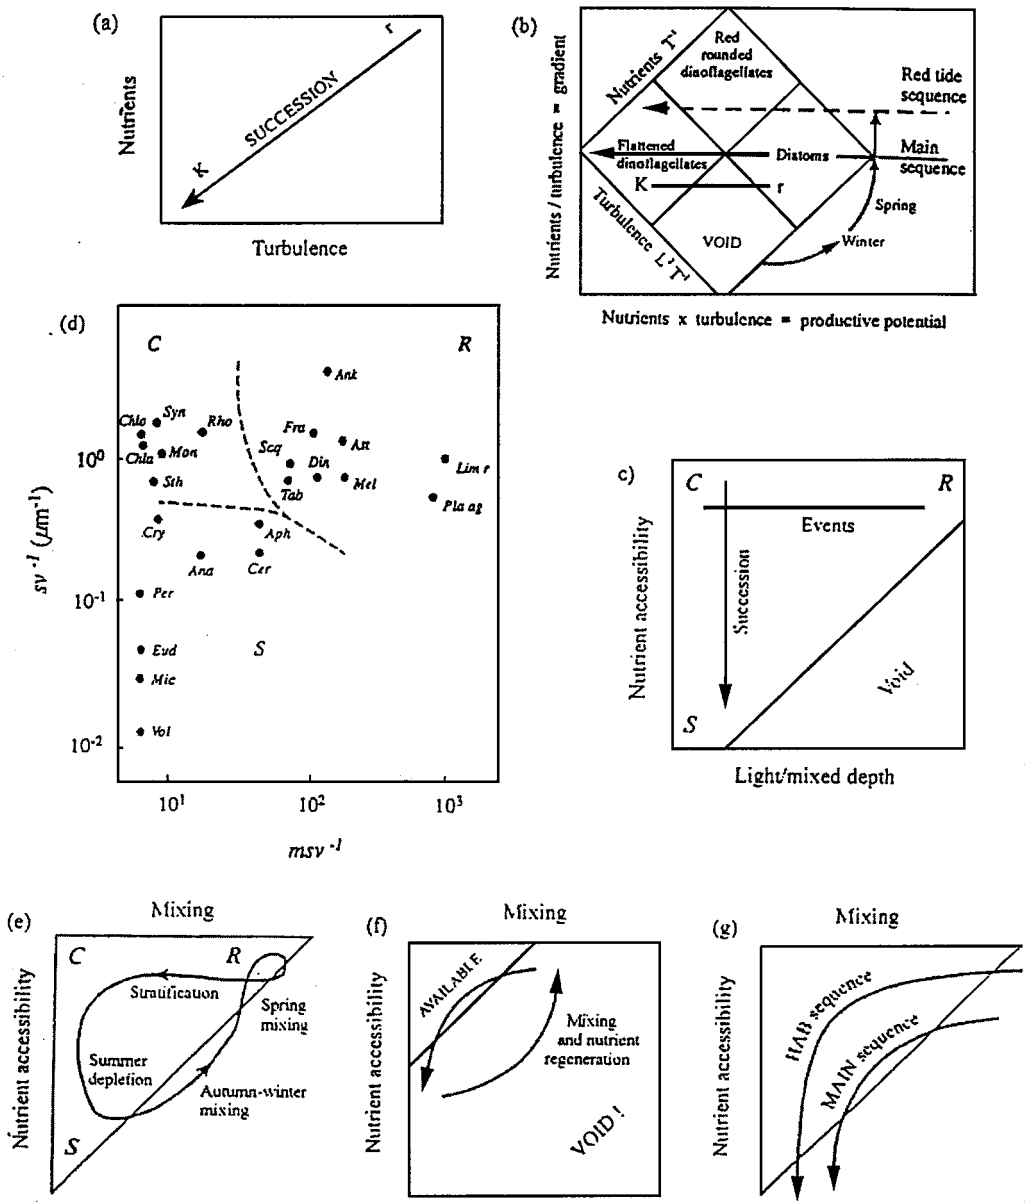 (a)
Nutrients
r
SUCCESSION
K
Turbulence
(b)
Nutrients / turbulence = gradient
Nutrients T⁻¹
Red
rounded
dinoflagellates
Red tide
sequence
Flattened
dinoflagellates
Diatoms
Main
sequence
K
r
Spring
Turbulence L² T⁻¹
VOID
Winter
Nutrients x turbulence = productive potential
(d)
C
R
Ank
Chlo
Syn
Rho
Fra
Ast
Chla
Mon
Scq
Din
Lim r
Sth
Tab
Mel
Pla ag
Cry
Aph
Ana
Cer
Per
S
Eud
Mic
Vol
10⁰
10⁻¹
10⁻²
sv ⁻¹ (μm⁻¹)
10¹
10²
10³
msv ⁻¹
c)
C
R
Events
Succession
Nutrient accessibility
Void
S
Light/mixed depth
(e)
Mixing
C
R
Stratification
Spring
mixing
Nutrient accessibility
Summer
depletion
Autumn-winter
mixing
S
(f)
Mixing
AVAILABLE
Nutrient accessibility
Mixing
and nutrient
regeneration
VOID !
(g)
Mixing
Nutrient accessibility
HAB sequence
MAIN sequence